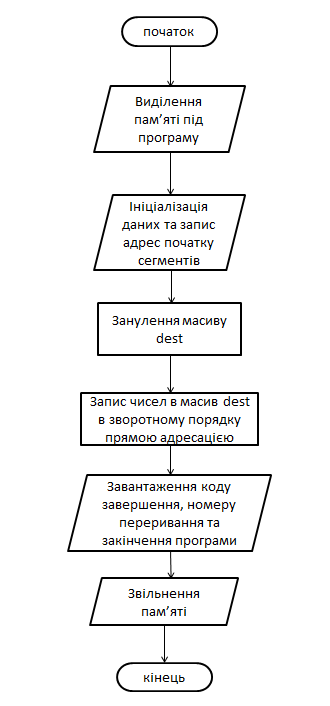 початок
Виділення
пам’яті під
програму
Ініціалізація
даних та запис
адрес початку
сегментів
Занулення масиву
dest
Запис чисел в масив dest
в зворотному порядку
прямою адресацією
Завантаження коду
завершення, номеру
переривання та
закінчення програми
Звільнення
пам’яті
кінець